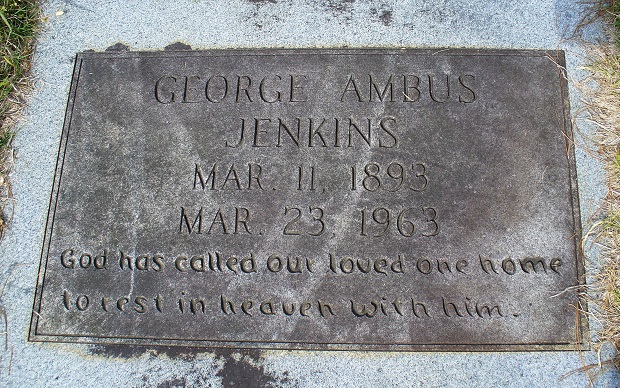 GEORGE AMBUS
JENKINS
MAR. 11, 1893
MAR. 23, 1963
God has called our loved one home
to rest in heaven with him.